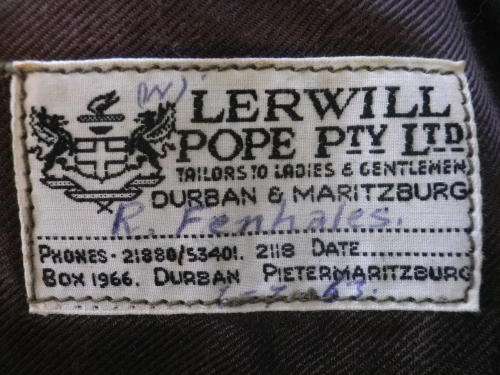 (W)
LERWILL
POPE PTY LTD
TAILORS TO LADIES & GENTLEMEN
DURBAN & MARITZBURG
R. Fenhales.
PHONES - 21880/53401. 2118 DATE
BOX 1966. DURBAN PIETERMARITZBURG
63.